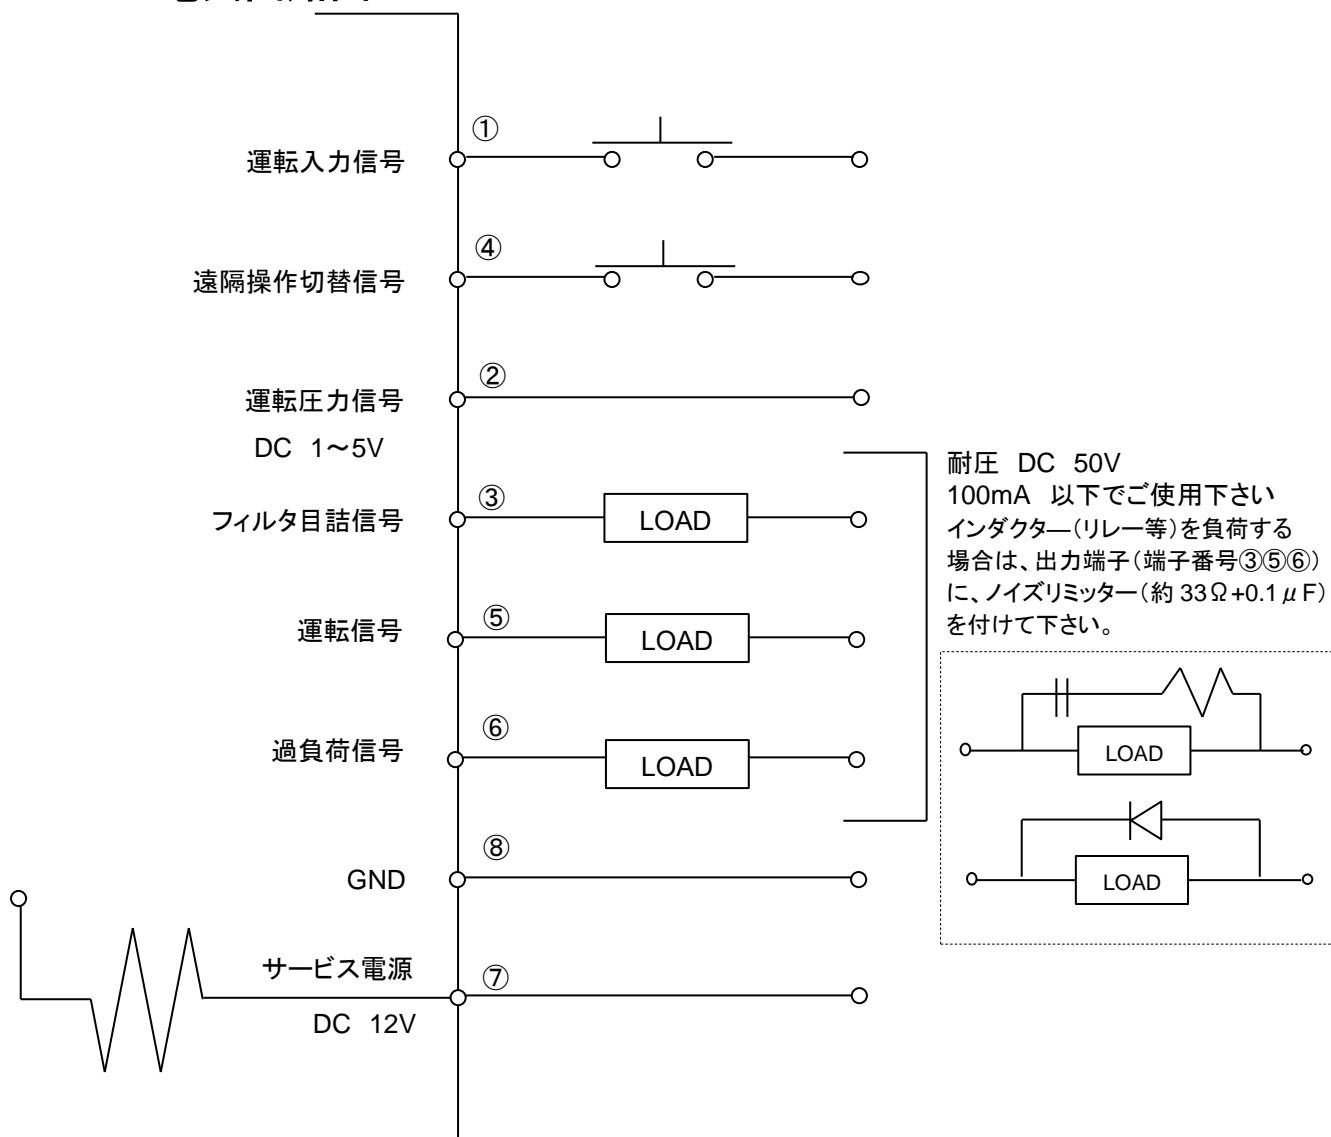 ①
運転入力信号
④
遠隔操作切替信号
②
運転圧力信号
DC 1～5V
③
フィルタ目詰信号
LOAD
⑤
運転信号
LOAD
⑥
過負荷信号
LOAD
⑧
GND
サービス電源
⑦
DC 12V
耐圧 DC 50V
100mA 以下でご使用下さい
インダクタ―（リレー等）を負荷する
場合は、出力端子（端子番号③⑤⑥）
に、ノイズリミッター（約 33Ω+0.1μF）
を付けて下さい。
LOAD
LOAD